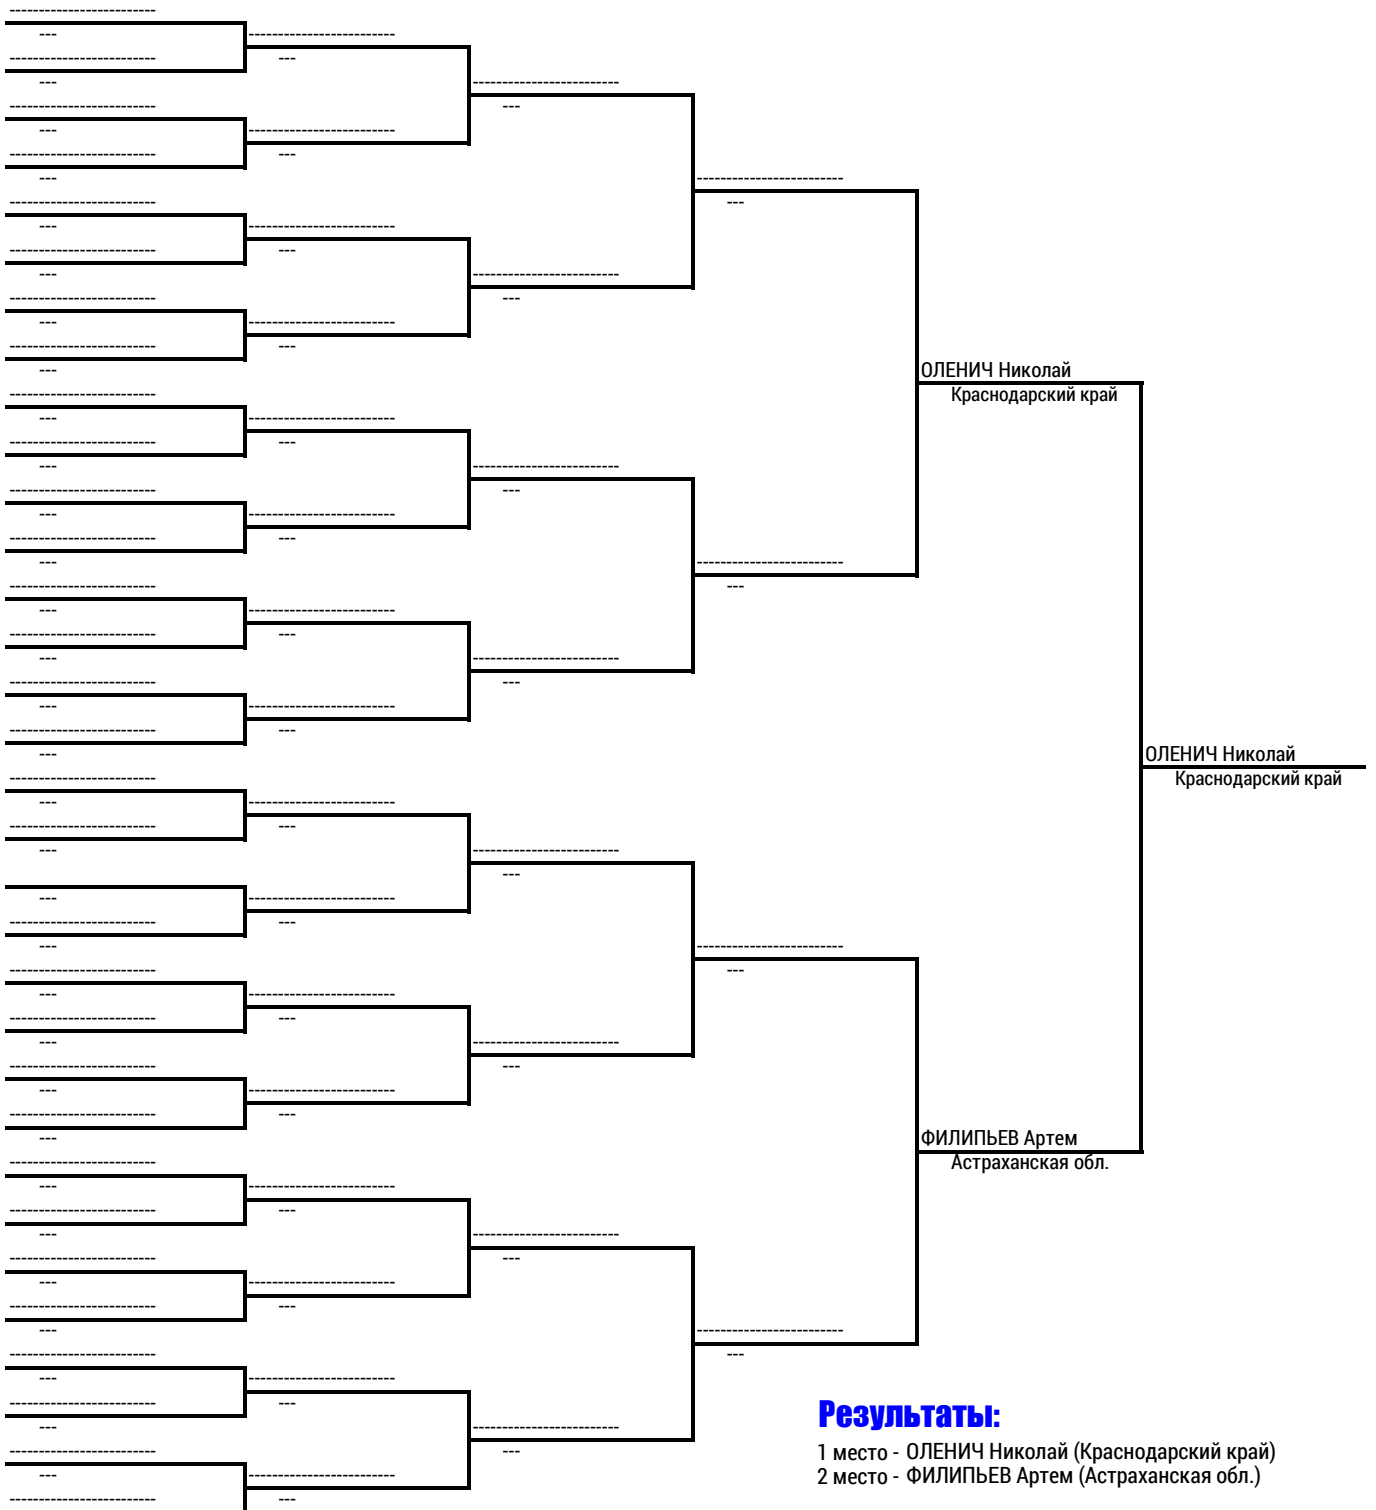 ОЛЕНИЧ Николай
Краснодарский край
ОЛЕНИЧ Николай
Краснодарский край
ФИЛИПЬЕВ Артем
Астраханская обл.
Результаты:
1 место - ОЛЕНИЧ Николай (Краснодарский край)
2 место - ФИЛИПЬЕВ Артем (Астраханская обл.)